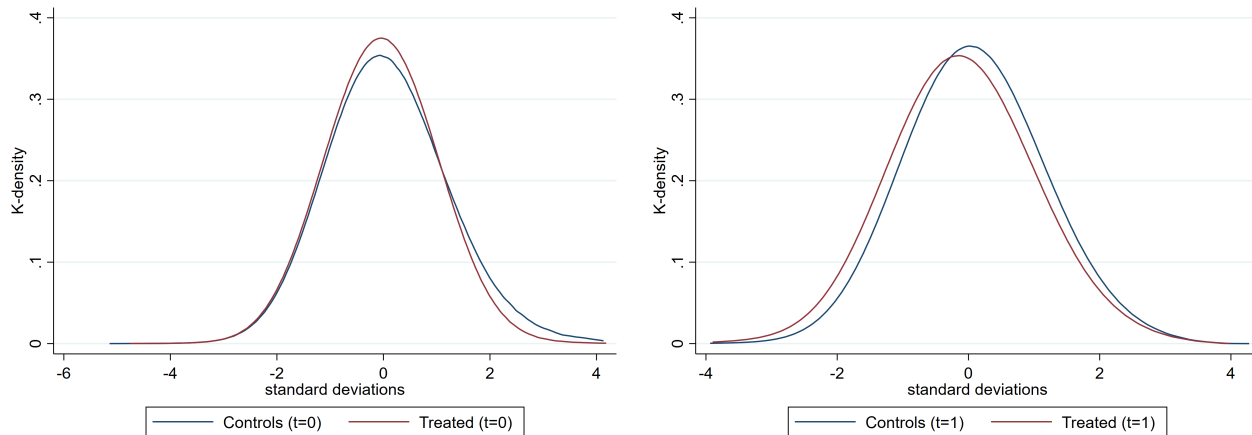 .4
.3
K-density
.2
.1
0
-6 -4 -2 0 2 4
standard deviations
Controls (t=0) Treated (t=0)
.4
.3
K-density
.2
.1
0
-4 -2 0 2 4
standard deviations
Controls (t=1) Treated (t=1)